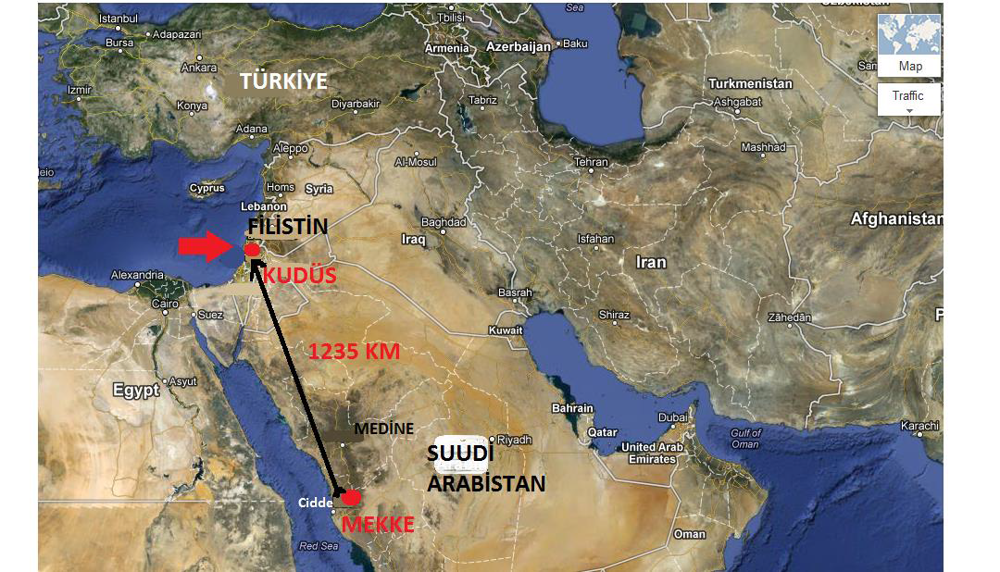 Istanbul
Adapazari
Bursa
Ankara
TÜRKİYE
Izmir
Konya
Adana
Diyarbakir
Tbilisi
Armenia
Azerbaijan
Baku
Sea
Tabriz
Turkmenistan
Ashgabat
Mashhad
Map
Traffic
Aleppo
Al-Mosul
Tehran
Cyprus
Homs
Syria
Lebanon
FİLİSTİN
Baghdad
Iraq
Isfahan
Iran
Afghanistan
KUDÜS
Alexandria
Cairo
Suez
Basrah
Kuwait
Shiraz
Zāhedān
1235 KM
Egypt
Asyut
MEDİNE
Bahrain
Qatar
Dubai
United Arab
Emirates
Gulf of
Oman
Karachi
Riyadh
SUUDİ
ARABİSTAN
Cidde
MEKKE
Red Sea
Oman